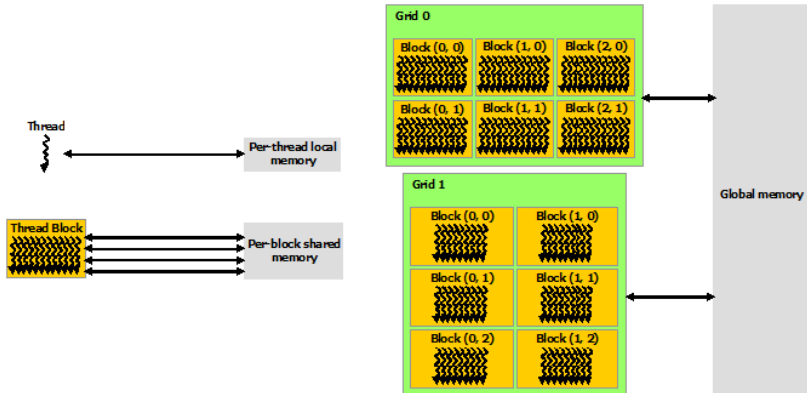 Thread
Per-thread local
memory
Thread Block
Per-block shared
memory
Grid 0
Block (0, 0) Block (1, 0) Block (2, 0)
Block (0, 1) Block (1, 1) Block (2, 1)
Grid 1
Block (0, 0) Block (1, 0)
Block (0, 1) Block (1, 1)
Block (0, 2) Block (1, 2)
Global memory